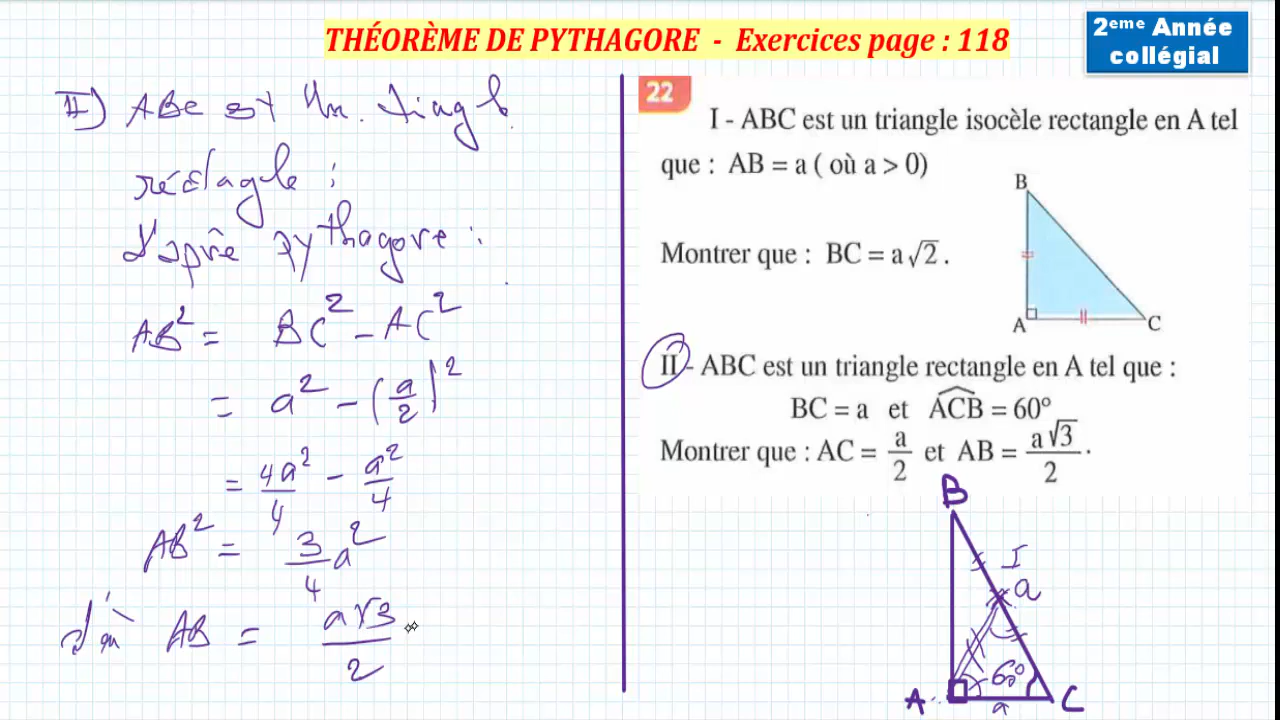 THÉORÈME DE PYTHAGORE - Exercices page : 118
2eme Année
collégial
II) ABC est un triangle
réctagle :
d'après pythagore :
AB² = BC² - AC²
= a² - (a/2)²
= 4a²/4 - a²/4
AB² = 3/4 a²
d'où AB = a√3/2
22
I - ABC est un triangle isocèle rectangle en A tel
que : AB = a ( où a > 0)
Montrer que : BC = a√2 .
B
A
C
II - ABC est un triangle rectangle en A tel que :
BC = a et ACB = 60°
Montrer que : AC = a/2 et AB = a√3/2 .
B
I
a
60°
A
a
C